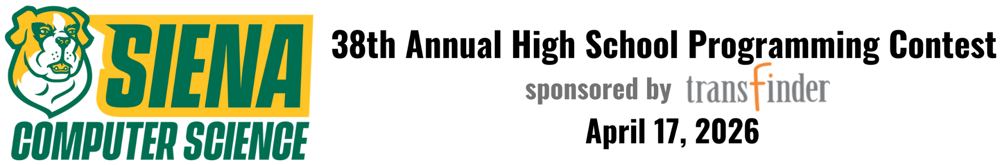 SIENA
COMPUTER SCIENCE
38th Annual High School Programming Contest
sponsored by transfinder
April 17, 2026